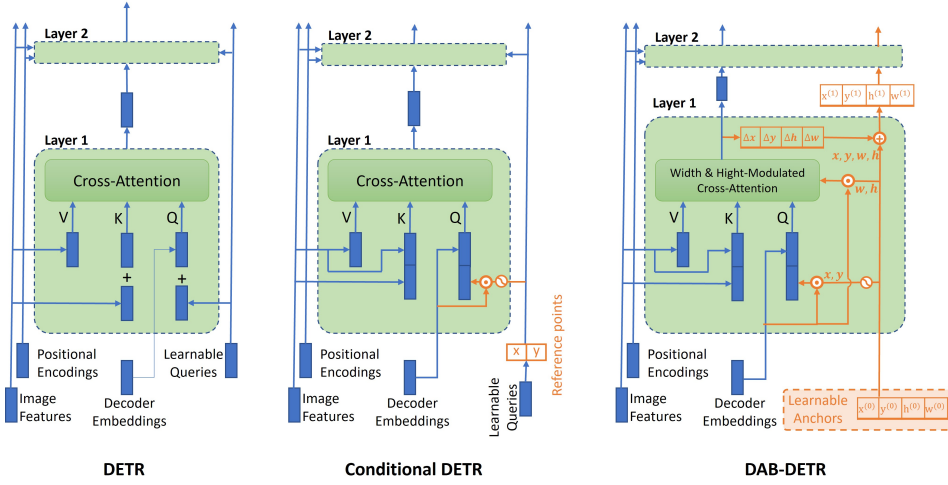 Layer 2
Layer 1
Cross-Attention
V
K
Q
+
+
Positional
Encodings
Learnable
Queries
Image
Features
Decoder
Embeddings
DETR
Layer 2
Layer 1
Cross-Attention
V
K
Q
Reference points
x y
Positional
Encodings
Image
Features
Decoder
Embeddings
Learnable
Queries
Conditional DETR
Layer 2
x⁽¹⁾ y⁽¹⁾ h⁽¹⁾ w⁽¹⁾
Layer 1
Δx Δy Δh Δw
+
x, y, w, h
Width & Hight-Modulated
Cross-Attention
w, h
V
K
Q
x, y
Positional
Encodings
Image
Features
Decoder
Embeddings
Learnable
Anchors
x⁽⁰⁾ y⁽⁰⁾ h⁽⁰⁾ w⁽⁰⁾
DAB-DETR